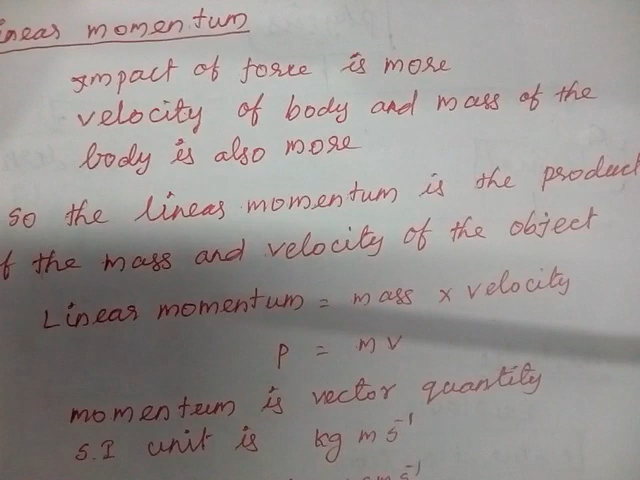 inear momentum
Impact of force is more
velocity of body and mass of the
body is also more
so the linear momentum is the product
f the mass and velocity of the object
Linear momentum = mass x velocity
P = mv
momentum is vector quantity
S.I unit is kg m s⁻¹